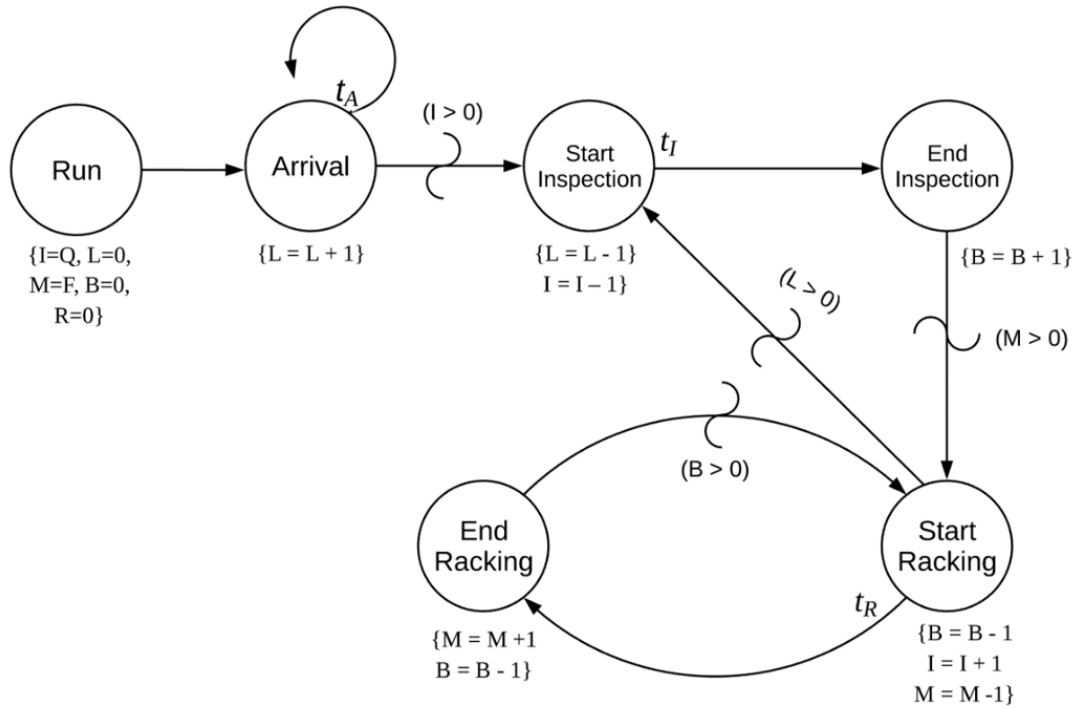 Run
{I=Q, L=0,
M=F, B=0,
R=0}
t_A
Arrival
{L = L + 1}
(I > 0)
Start
Inspection
{L = L - 1}
I = I – 1}
t_I
End
Inspection
{B = B + 1}
(M > 0)
(L > 0)
(B > 0)
End
Racking
{M = M +1
B = B - 1}
t_R
Start
Racking
{B = B - 1
I = I + 1
M = M -1}